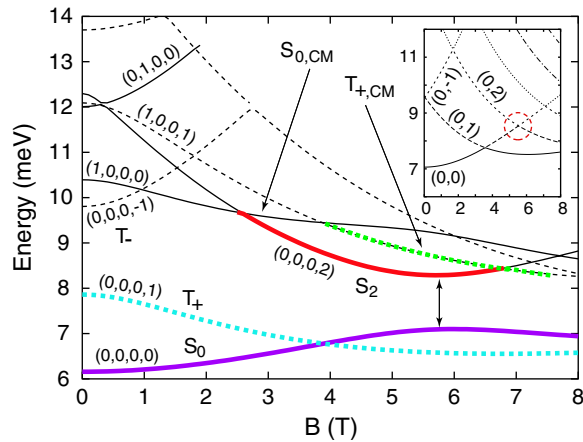 14
13
12
11
10
9
8
7
6
Energy (meV)
0 1 2 3 4 5 6 7 8
B (T)
(0,1,0,0)
S0,CM
T+,CM
(1,0,0,1)
(1,0,0,0)
(0,0,0,-1)
T-
(0,0,0,2)
S2
(0,0,0,1)
T+
S0
(0,0,0,0)
11
9
8
7
0 2 4 6 8
(0,-1)
(0,2)
(0,1)
(0,0)